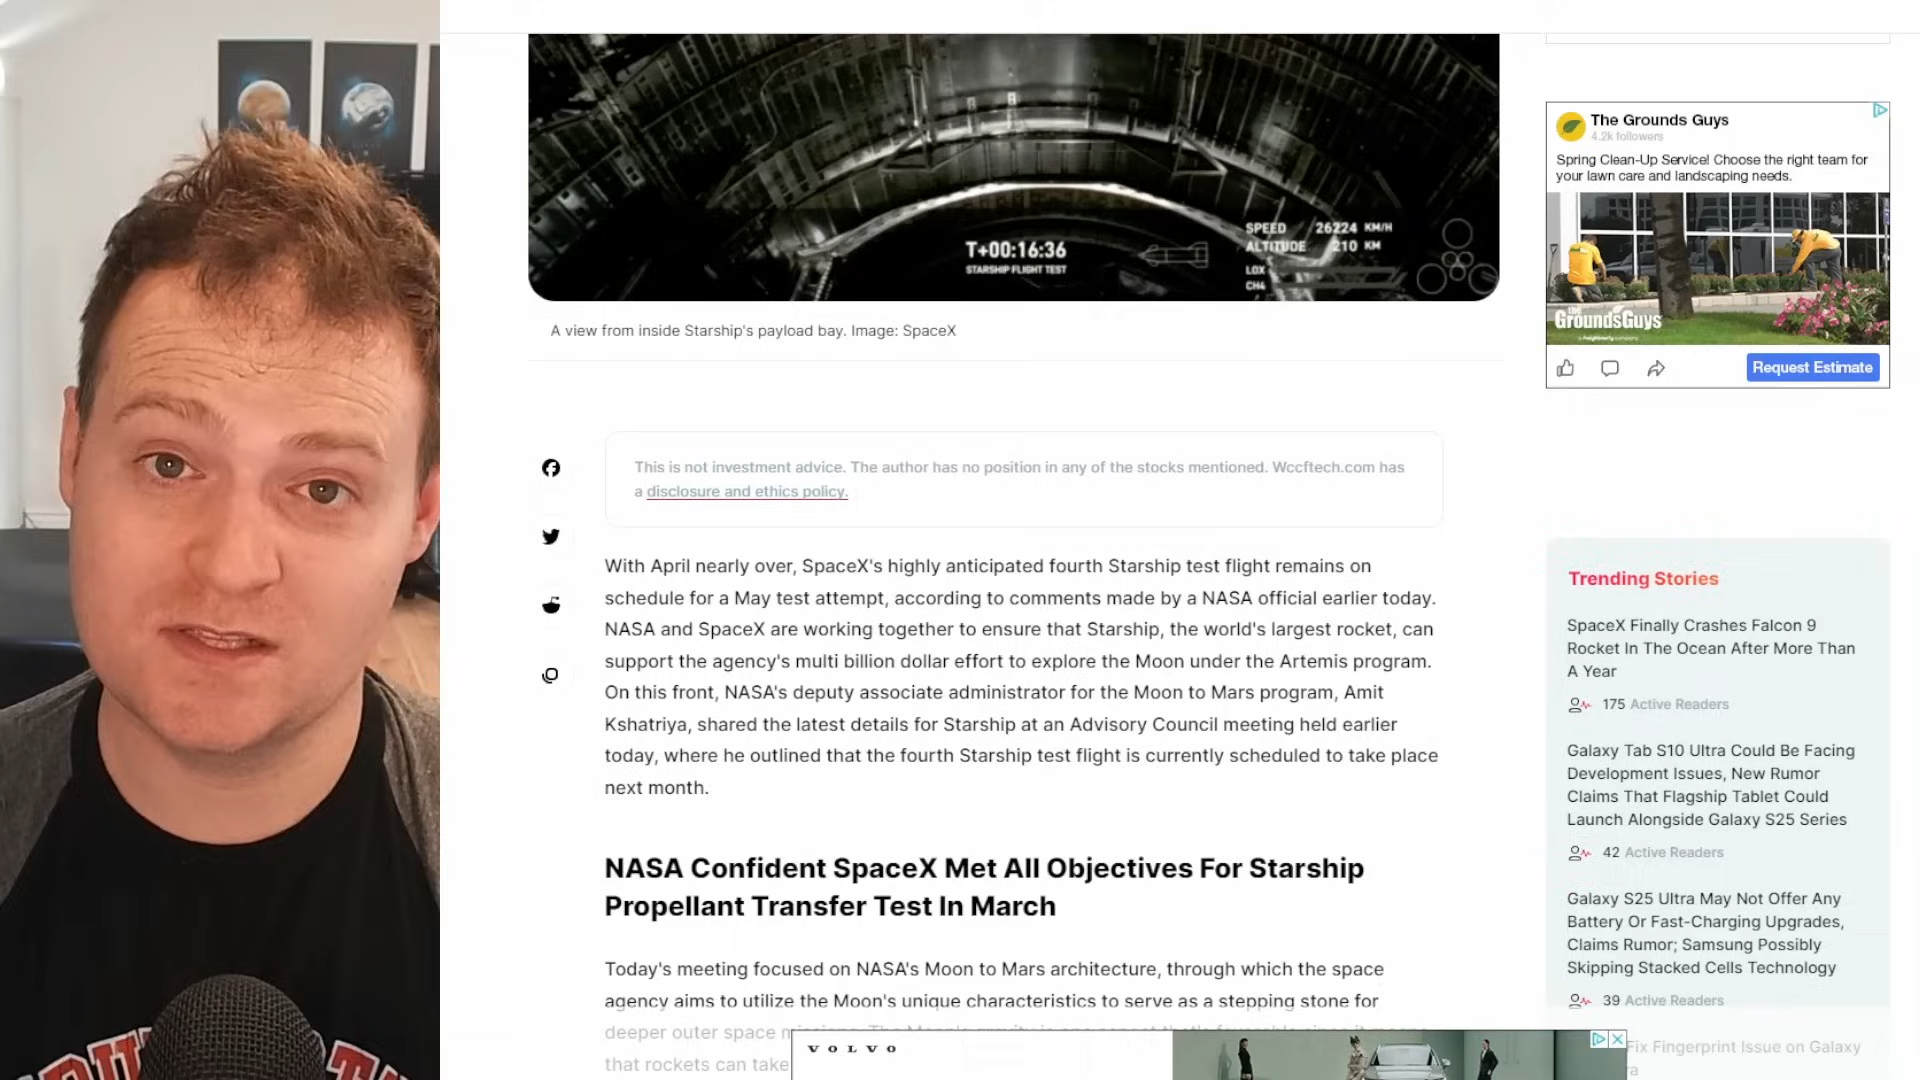 T+00:16:36
STARSHIP FLIGHT TEST
SPEED 26224 KM/H
ALTITUDE 210 KM
LOX
CH4
A view from inside Starship's payload bay. Image: SpaceX
This is not investment advice. The author has no position in any of the stocks mentioned. Wccftech.com has
a disclosure and ethics policy.
With April nearly over, SpaceX's highly anticipated fourth Starship test flight remains on
schedule for a May test attempt, according to comments made by a NASA official earlier today.
NASA and SpaceX are working together to ensure that Starship, the world's largest rocket, can
support the agency's multi billion dollar effort to explore the Moon under the Artemis program.
On this front, NASA's deputy associate administrator for the Moon to Mars program, Amit
Kshatriya, shared the latest details for Starship at an Advisory Council meeting held earlier
today, where he outlined that the fourth Starship test flight is currently scheduled to take place
next month.
NASA Confident SpaceX Met All Objectives For Starship
Propellant Transfer Test In March
Today's meeting focused on NASA's Moon to Mars architecture, through which the space
agency aims to utilize the Moon's unique characteristics to serve as a stepping stone for
deeper outer space
that rockets can take
VOLVO
The Grounds Guys
4.2k followers
Spring Clean-Up Service! Choose the right team for
your lawn care and landscaping needs.
THE
GroundsGuys
Request Estimate
Trending Stories
SpaceX Finally Crashes Falcon 9
Rocket In The Ocean After More Than
A Year
175 Active Readers
Galaxy Tab S10 Ultra Could Be Facing
Development Issues, New Rumor
Claims That Flagship Tablet Could
Launch Alongside Galaxy S25 Series
42 Active Readers
Galaxy S25 Ultra May Not Offer Any
Battery Or Fast-Charging Upgrades,
Claims Rumor; Samsung Possibly
Skipping Stacked Cells Technology
39 Active Readers
Fix Fingerprint Issue on Galaxy